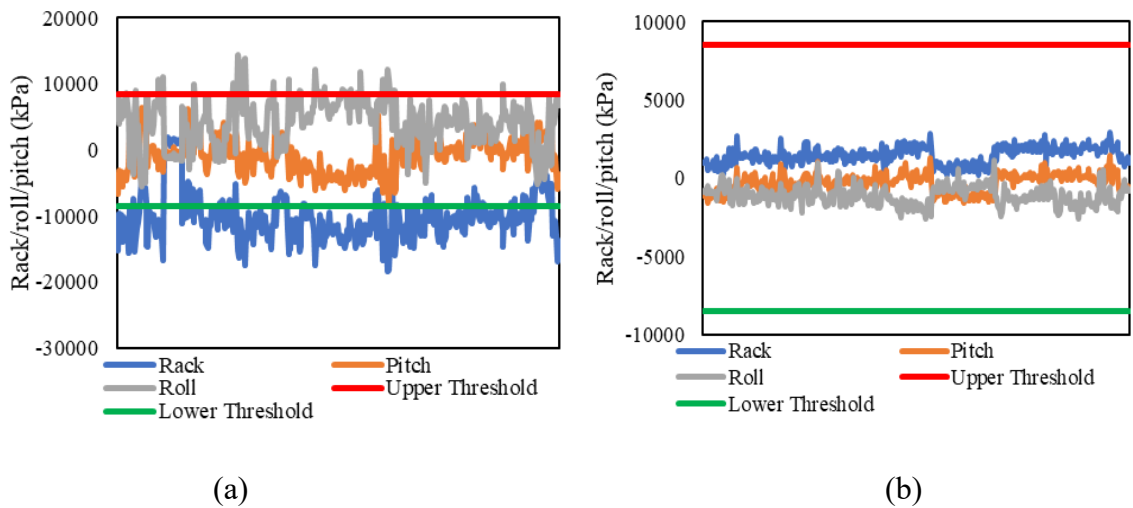 Rack/roll/pitch (kPa)
20000
10000
0
-10000
-20000
-30000
Rack
Pitch
Roll
Upper Threshold
Lower Threshold
(a)
Rack/roll/pitch (kPa)
10000
5000
0
-5000
-10000
Rack
Pitch
Roll
Upper Threshold
Lower Threshold
(b)